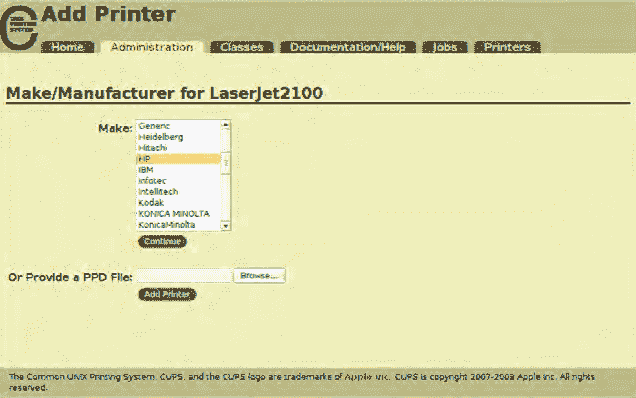 UNIX
PRINTING
SYSTEM
Add Printer
Home Administration Classes Documentation/Help Jobs Printers
Make/Manufacturer for LaserJet2100
Make:
Generic
Heidelberg
Hitachi
HP
IBM
Infotec
Intellitech
Kodak
KONICA MINOLTA
KonicaMinolta
Continue
Or Provide a PPD File: Browse...
Add Printer
The Common UNIX Printing System, CUPS, and the CUPS logo are trademarks of Apple Inc. CUPS is copyright 2007-2008 Apple Inc. All rights
reserved.